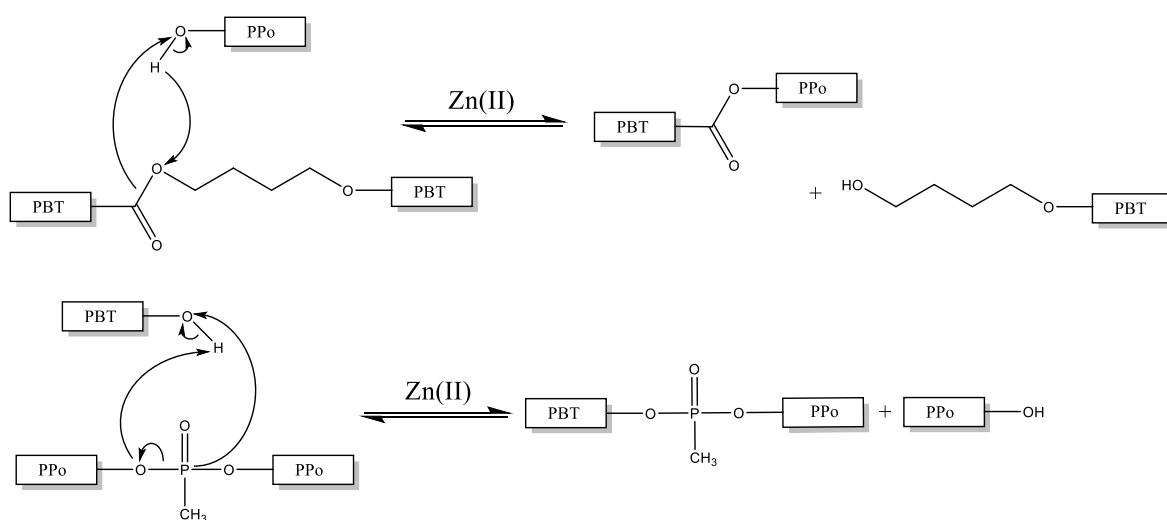 O PPo
H
Zn(II)
O PPo
PBT
O
O
O PBT
PBT
O
+ HO
O PBT
PBT O
H
Zn(II)
O
PBT O P O PPo + PPo OH
CH3
O
PPo O P O PPo
CH3